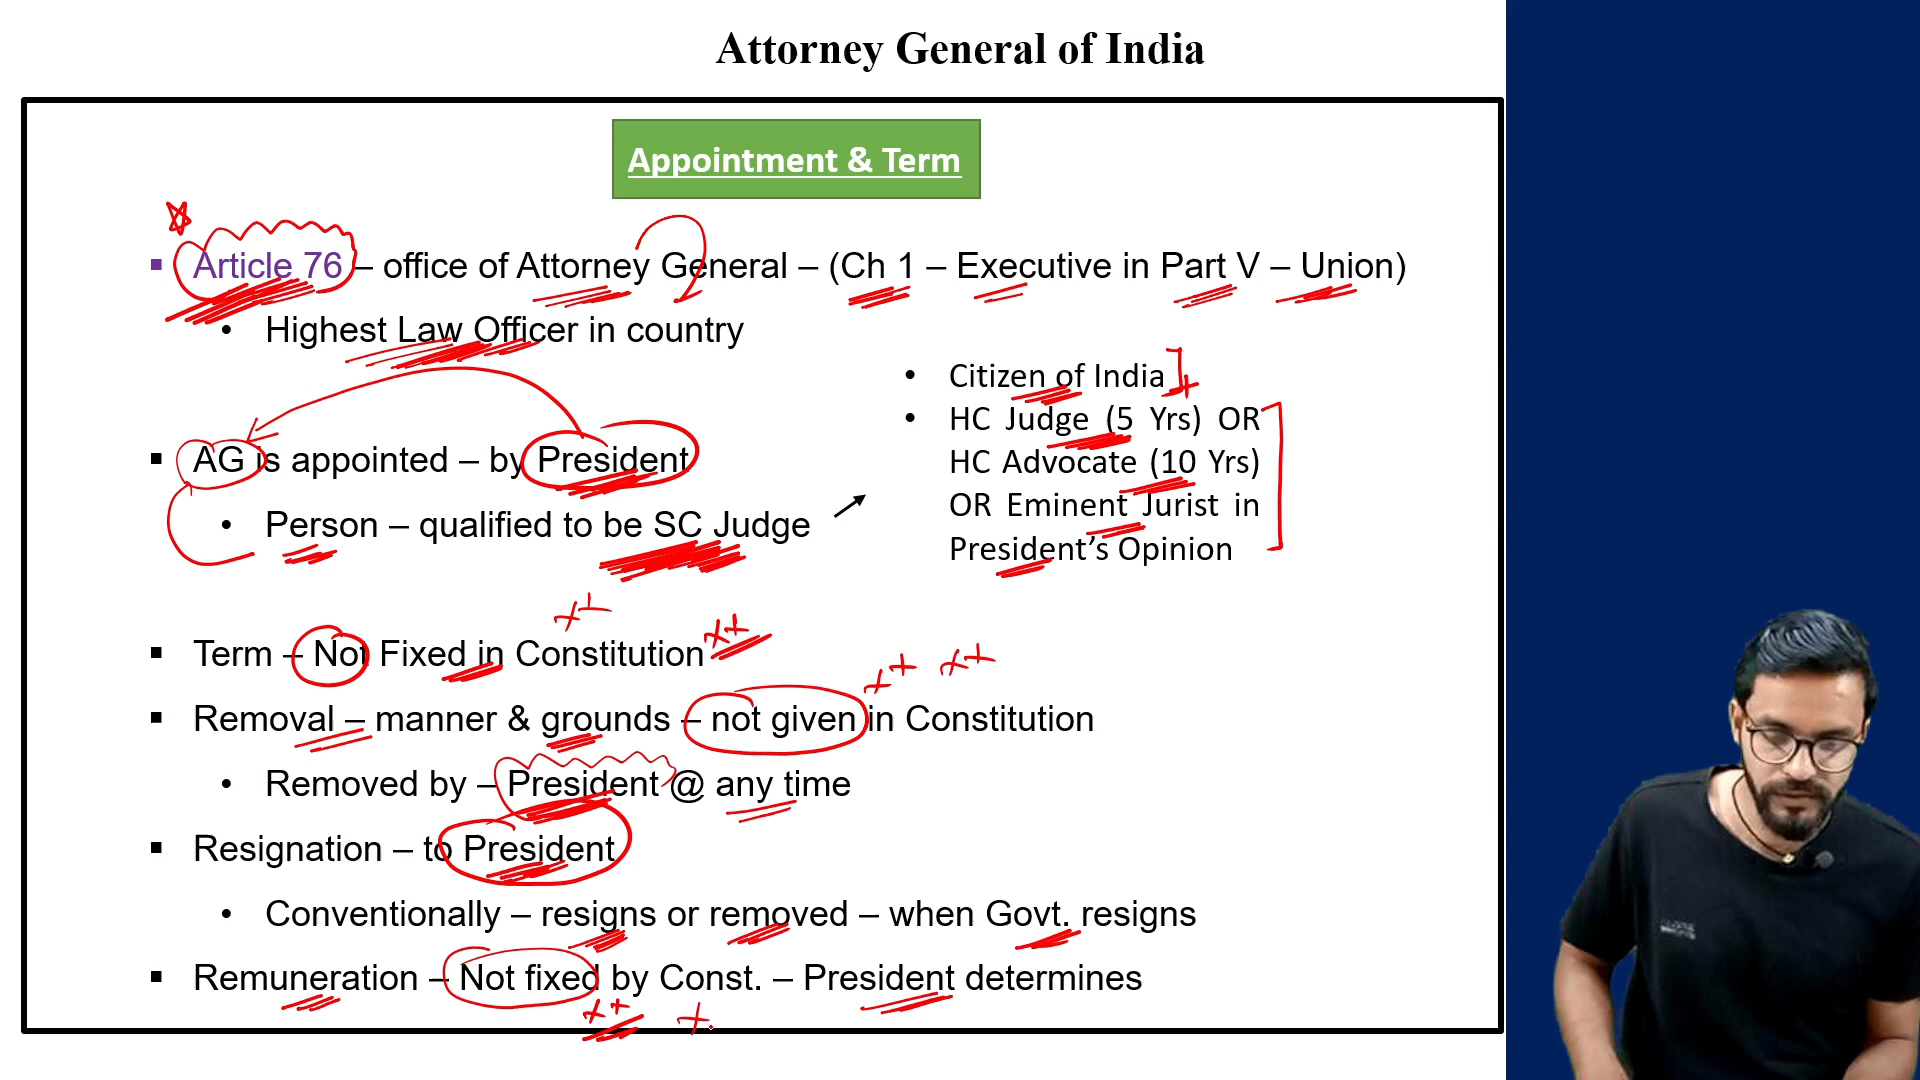 Attorney General of India
Appointment & Term
▪ Article 76 – office of Attorney General – (Ch 1 – Executive in Part V – Union)
• Highest Law Officer in country
• Citizen of India
• HC Judge (5 Yrs) OR
HC Advocate (10 Yrs)
OR Eminent Jurist in
President’s Opinion
▪ AG is appointed – by President
• Person – qualified to be SC Judge
▪ Term – Not Fixed in Constitution
▪ Removal – manner & grounds – not given in Constitution
• Removed by – President @ any time
▪ Resignation – to President
• Conventionally – resigns or removed – when Govt. resigns
▪ Remuneration – Not fixed by Const. – President determines